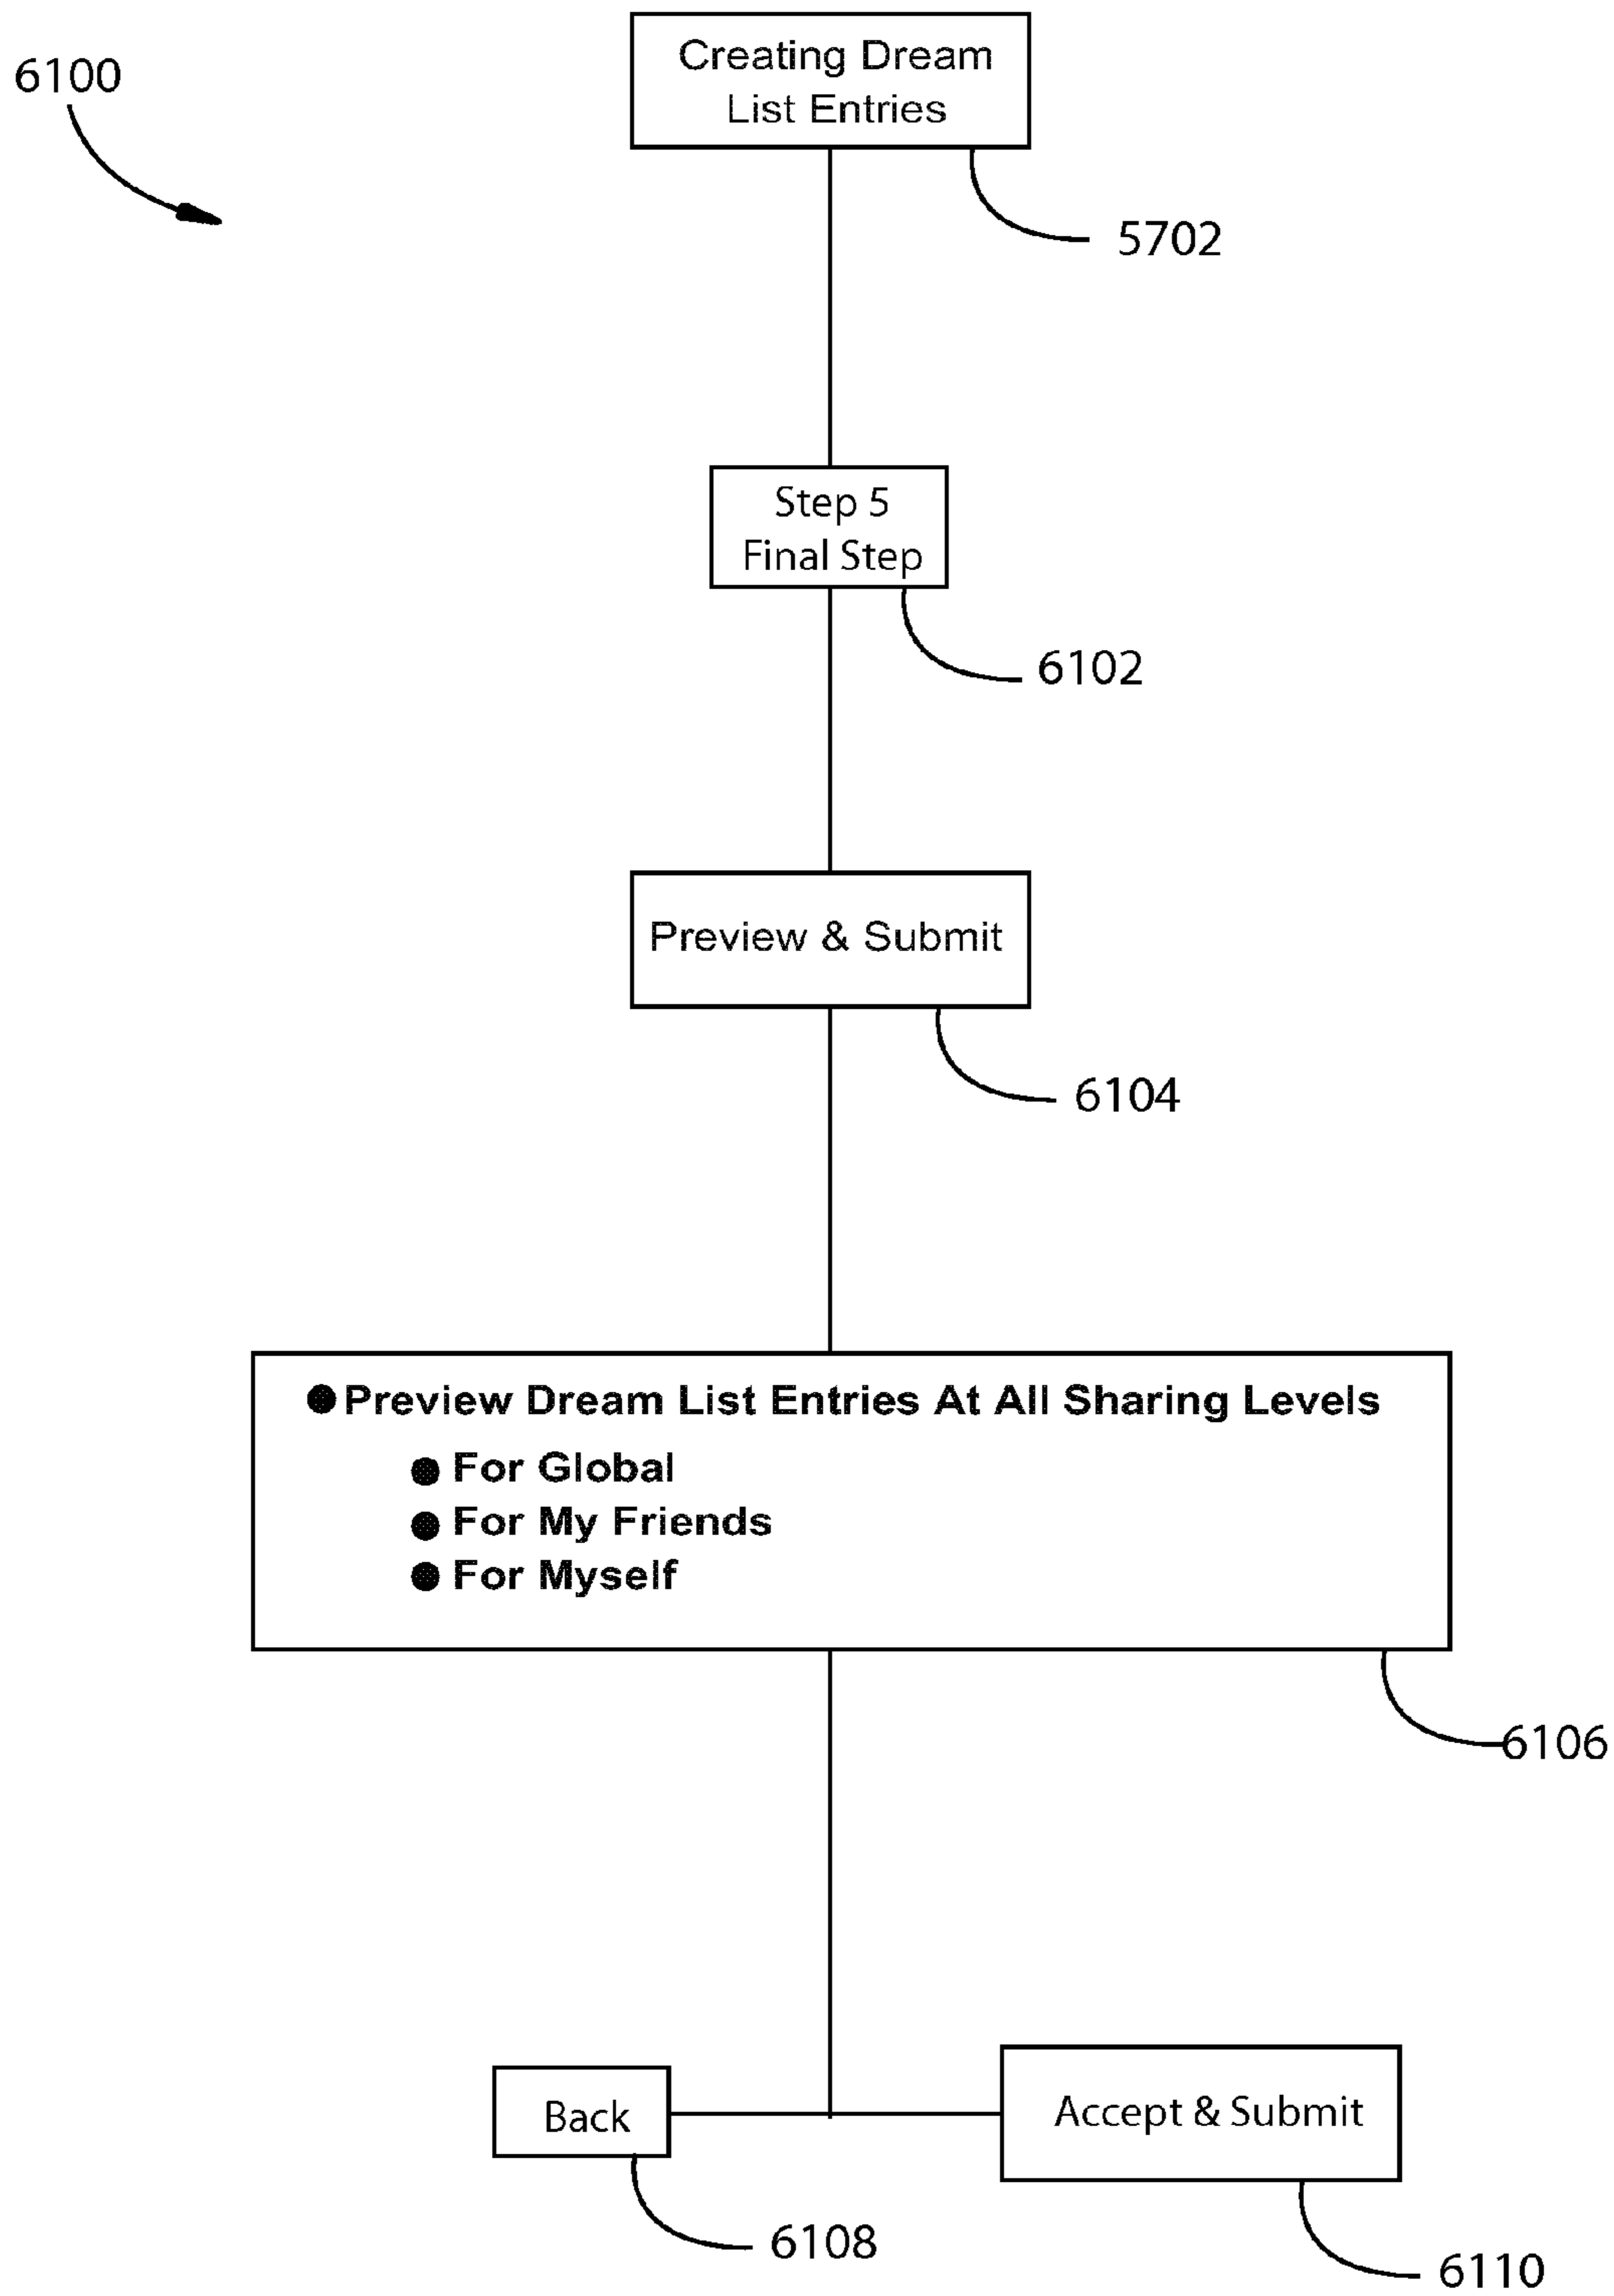 6100
Creating Dream
List Entries
5702
Step 5
Final Step
6102
Preview & Submit
6104
● Preview Dream List Entries At All Sharing Levels
● For Global
● For My Friends
● For Myself
6106
Back
Accept & Submit
6108
6110